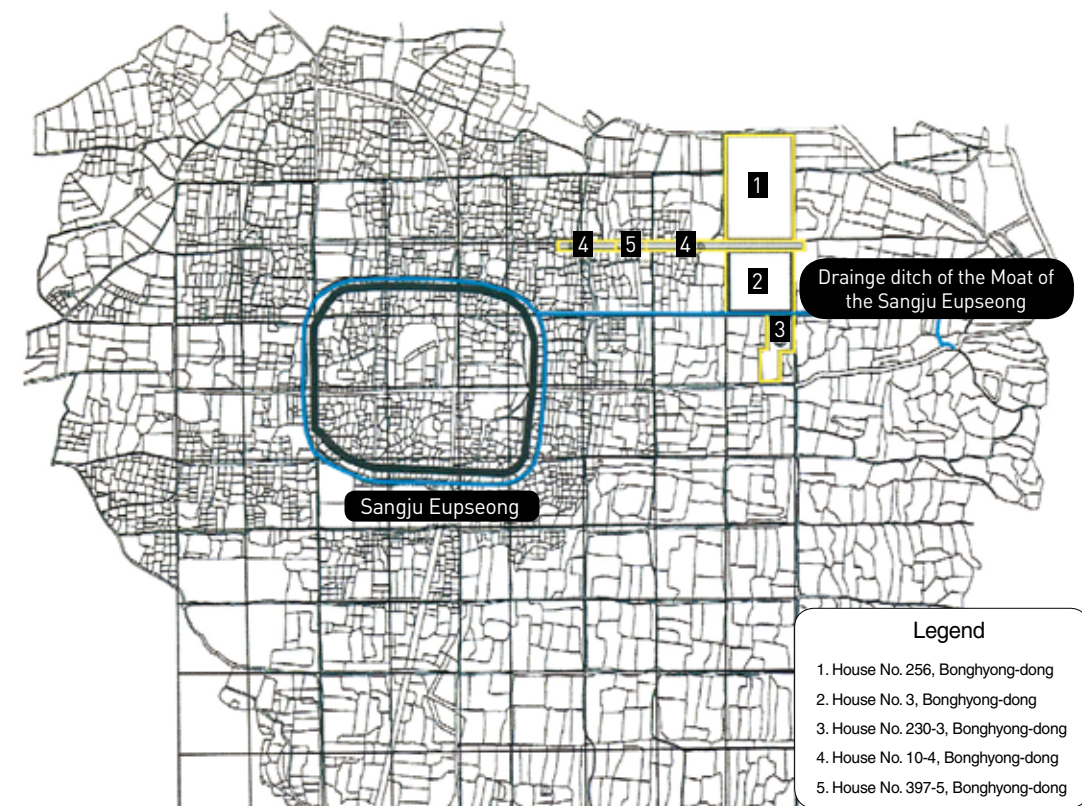 1
4
5
4
2
Drainge ditch of the Moat of
the Sangju Eupseong
3
Sangju Eupseong
Legend
1. House No. 256, Bonghyong-dong
2. House No. 3, Bonghyong-dong
3. House No. 230-3, Bonghyong-dong
4. House No. 10-4, Bonghyong-dong
5. House No. 397-5, Bonghyong-dong